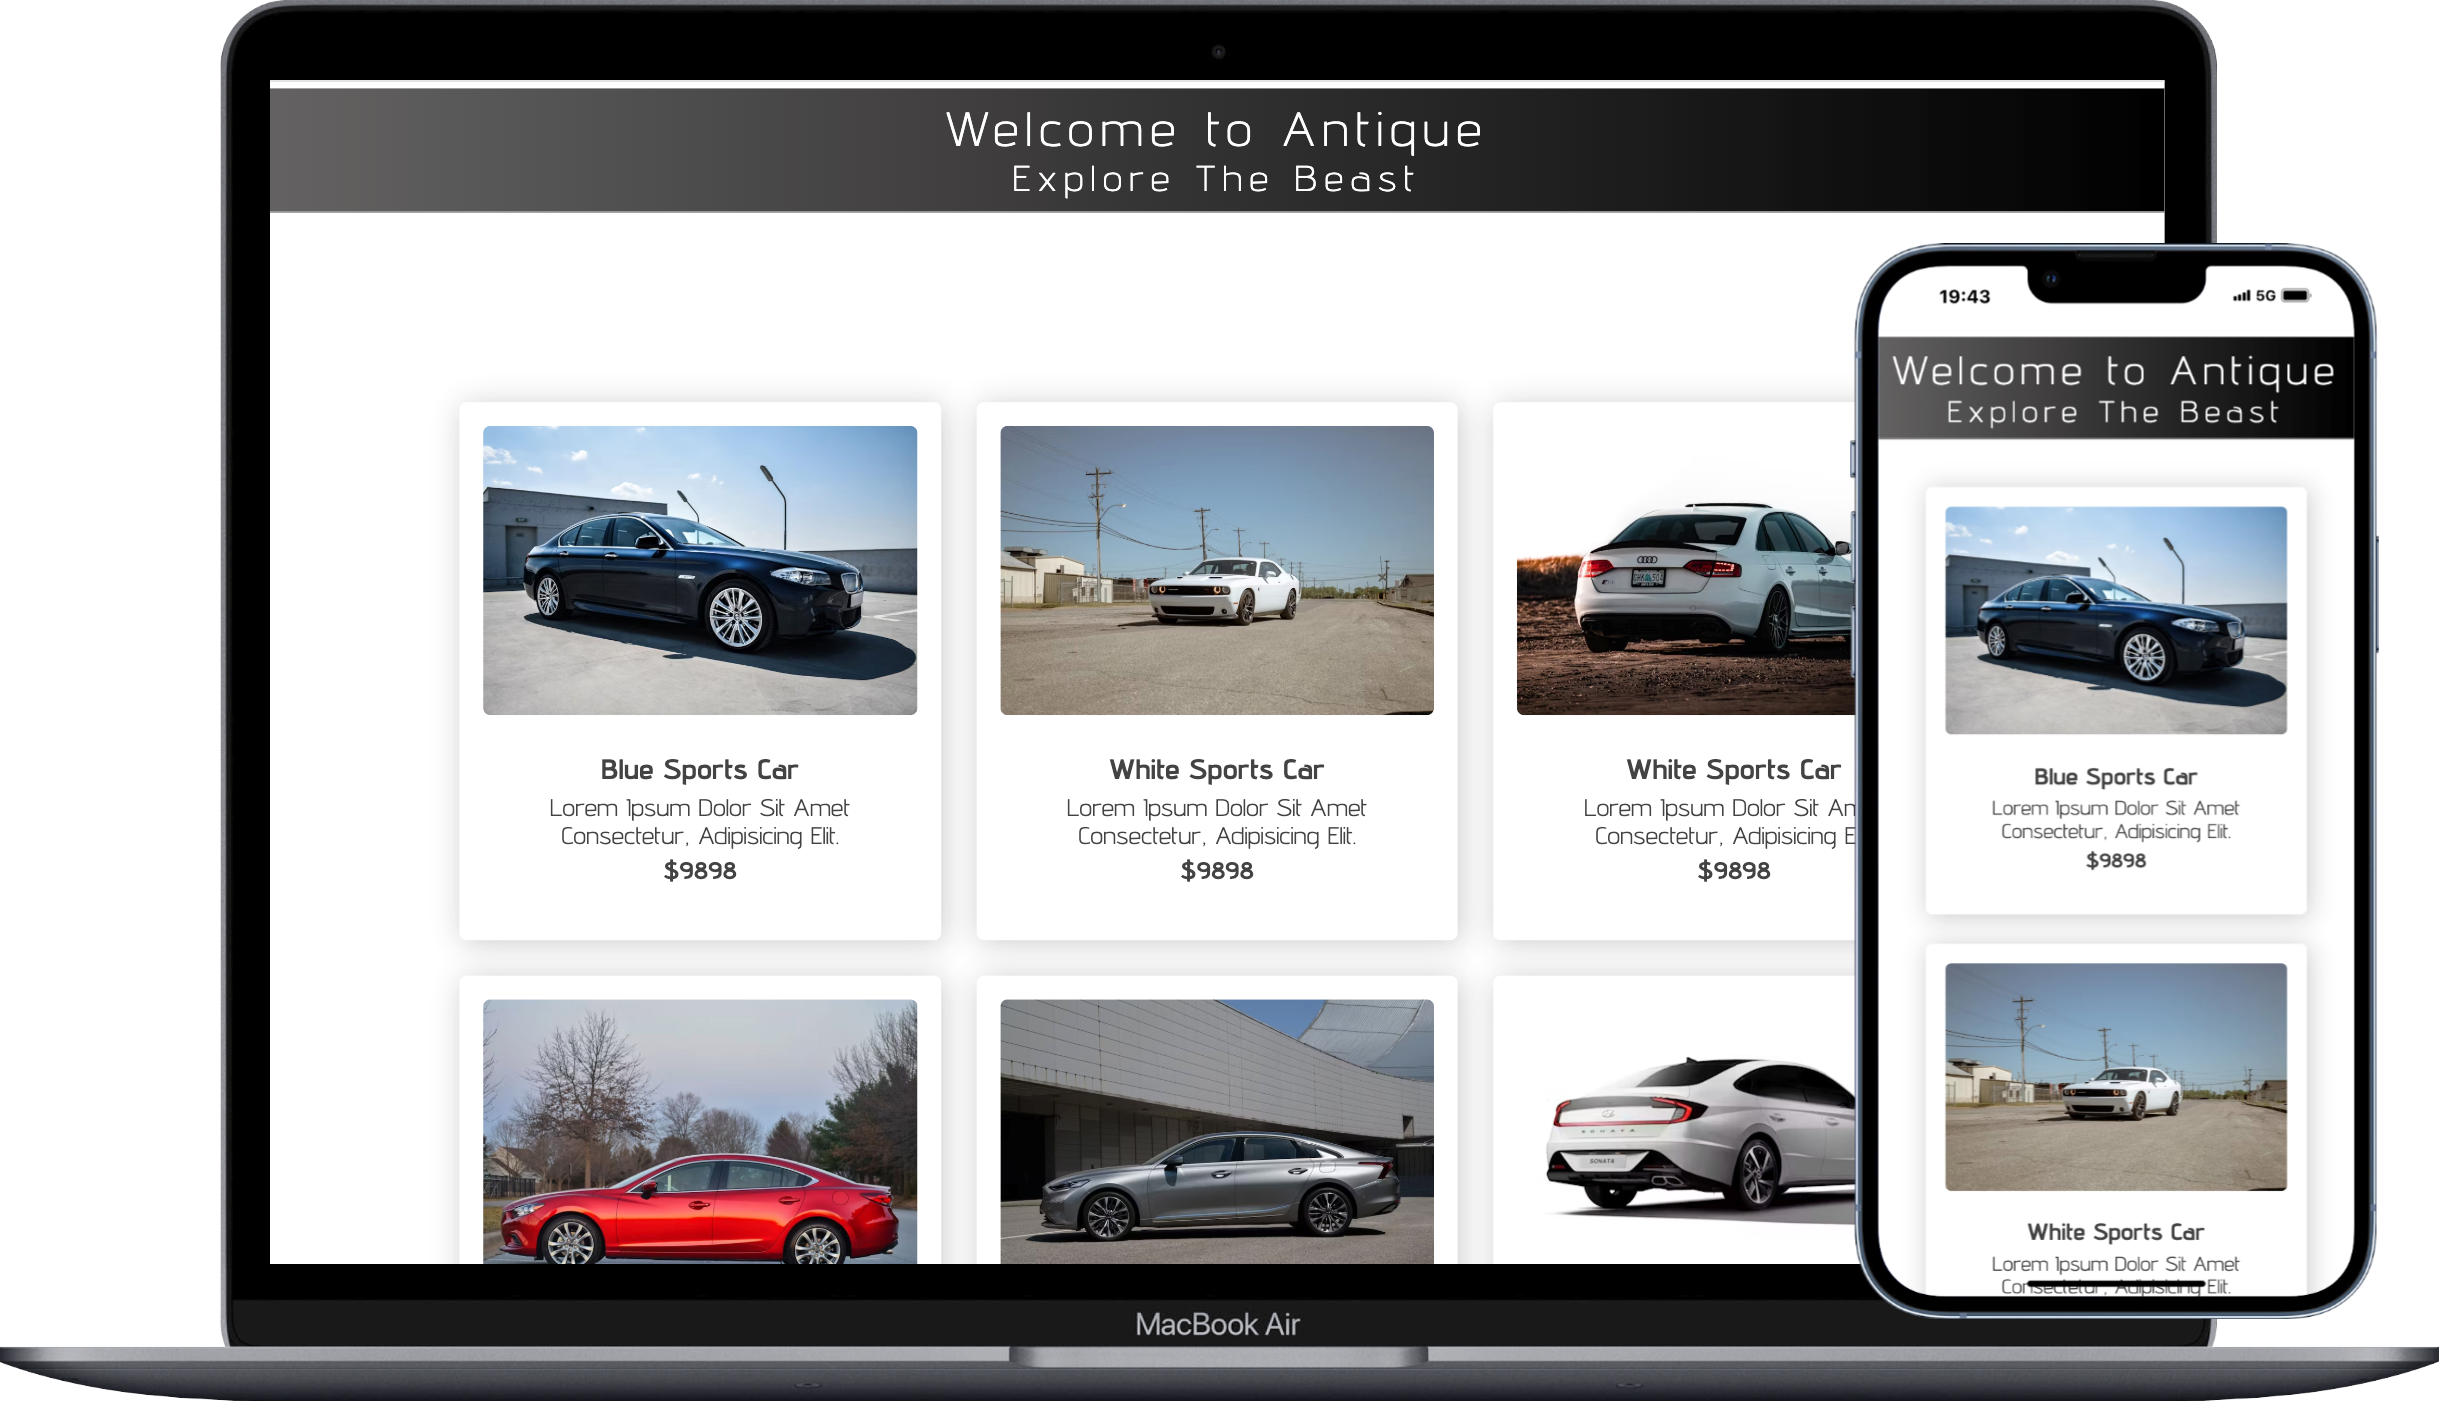 Welcome to Antique
Explore The Beast
Blue Sports Car
Lorem Ipsum Dolor Sit Amet
Consectetur, Adipisicing Elit.
$9898
White Sports Car
Lorem Ipsum Dolor Sit Amet
Consectetur, Adipisicing Elit.
$9898
White Sports Car
Lorem Ipsum Dolor Sit Am
Consectetur, Adipisicing E
$9898
SONATA
SONATA
MacBook Air
19:43
5G
Welcome to Antique
Explore The Beast
Blue Sports Car
Lorem Ipsum Dolor Sit Amet
Consectetur, Adipisicing Elit.
$9898
White Sports Car
Lorem Ipsum Dolor Sit Amet
Consectetur, Adipisicing Elit.